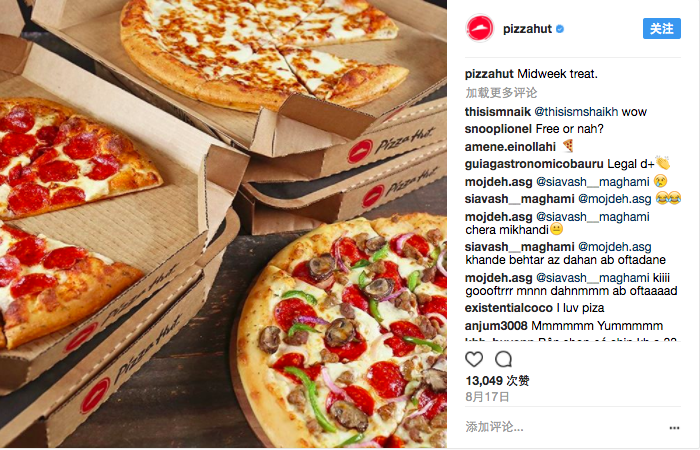 pizzahut
关注
pizzahut Midweek treat.
加载更多评论
thisismnaik @thisismshaikh wow
snooplionel Free or nah?
amene.einollahi 🍕
guiagastronomicobauru Legal d+👏
mojdeh.asg @siavash__maghami 😢
siavash__maghami @mojdeh.asg 😂😂
mojdeh.asg @siavash__maghami
chera mikhandi😐
siavash__maghami @mojdeh.asg
khande behtar az dahan ab oftadane
mojdeh.asg @siavash__maghami kiiii
goooftrrr mnnn dahnmmm ab oftaaaad
existentialcoco I luv piza
anjum3008 Mmmmmm Yummmmm
13,049 次赞
8月17日
添加评论...
Pizza Hut
Pizza Hut
Pizza Hut
Pizza Hut